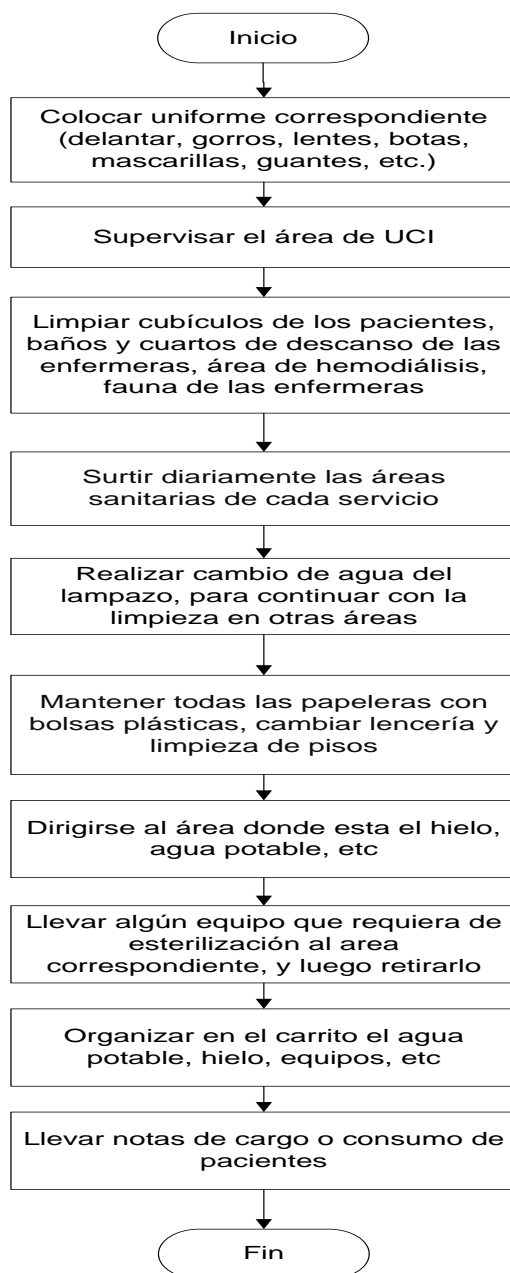 Inicio
Colocar uniforme correspondiente
(delantar, gorros, lentes, botas,
mascarillas, guantes, etc.)
Supervisar el área de UCI
Limpiar cubículos de los pacientes,
baños y cuartos de descanso de las
enfermeras, área de hemodiálisis,
fauna de las enfermeras
Surtir diariamente las áreas
sanitarias de cada servicio
Realizar cambio de agua del
lampazo, para continuar con la
limpieza en otras áreas
Mantener todas las papeleras con
bolsas plásticas, cambiar lencería y
limpieza de pisos
Dirigirse al área donde esta el hielo,
agua potable, etc
Llevar algún equipo que requiera de
esterilización al area
correspondiente, y luego retirarlo
Organizar en el carrito el agua
potable, hielo, equipos, etc
Llevar notas de cargo o consumo de
pacientes
Fin